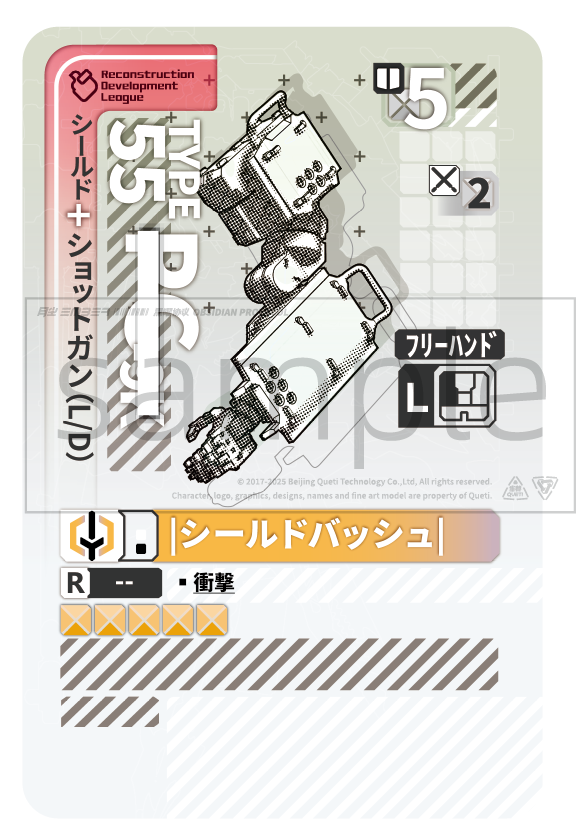 Reconstruction
Development
League
シールド+ショットガン(L/D)
TYPE
55
5
2
フリーハンド
L
OBSIDIAN PROTOCOL
sample
© 2017-2025 Beijing Queti Technology Co.,Ltd, All rights reserved.
Character, logo, graphics, designs, names and fine art model are property of Queti.
QUETI
|シールドバッシュ|
R -- ▪衝撃